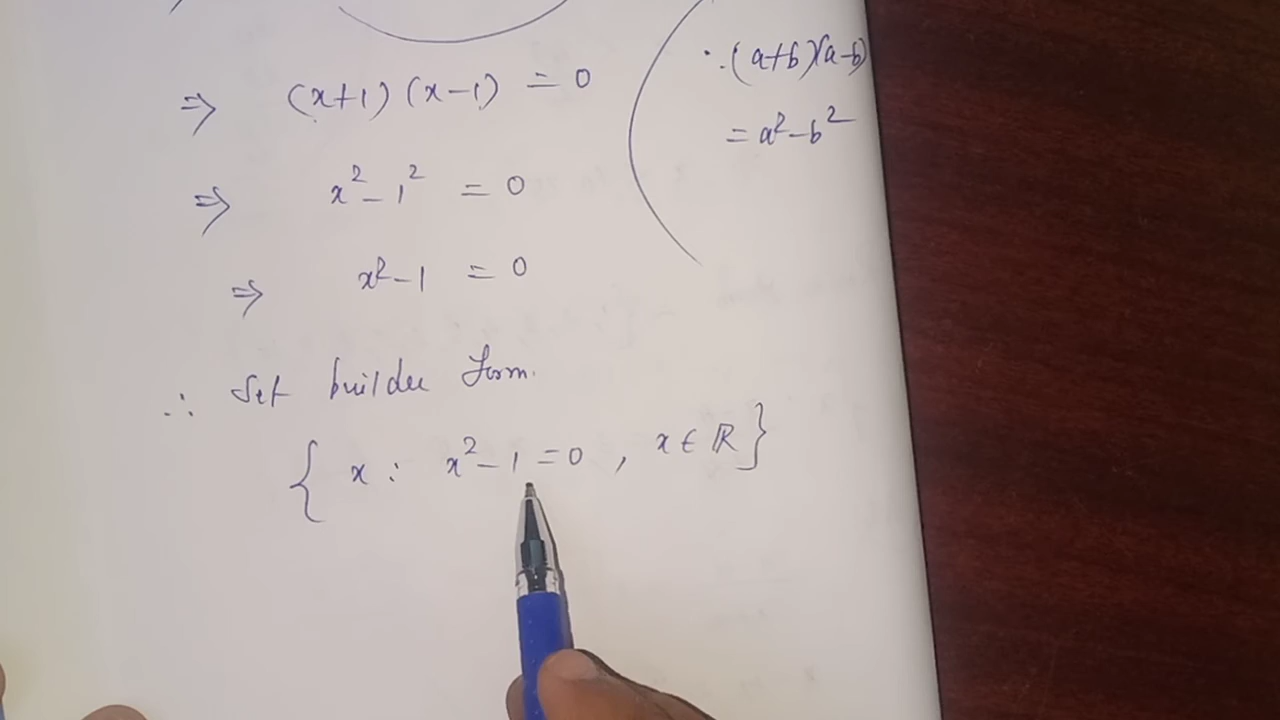 ⇒ (x+1) (x-1) = 0
∵ (a+b)(a-b)
= a² - b²
⇒ x² - 1² = 0
⇒ x² - 1 = 0
∴ Set builder form.
{ x : x² - 1 = 0 , x ∈ ℝ }